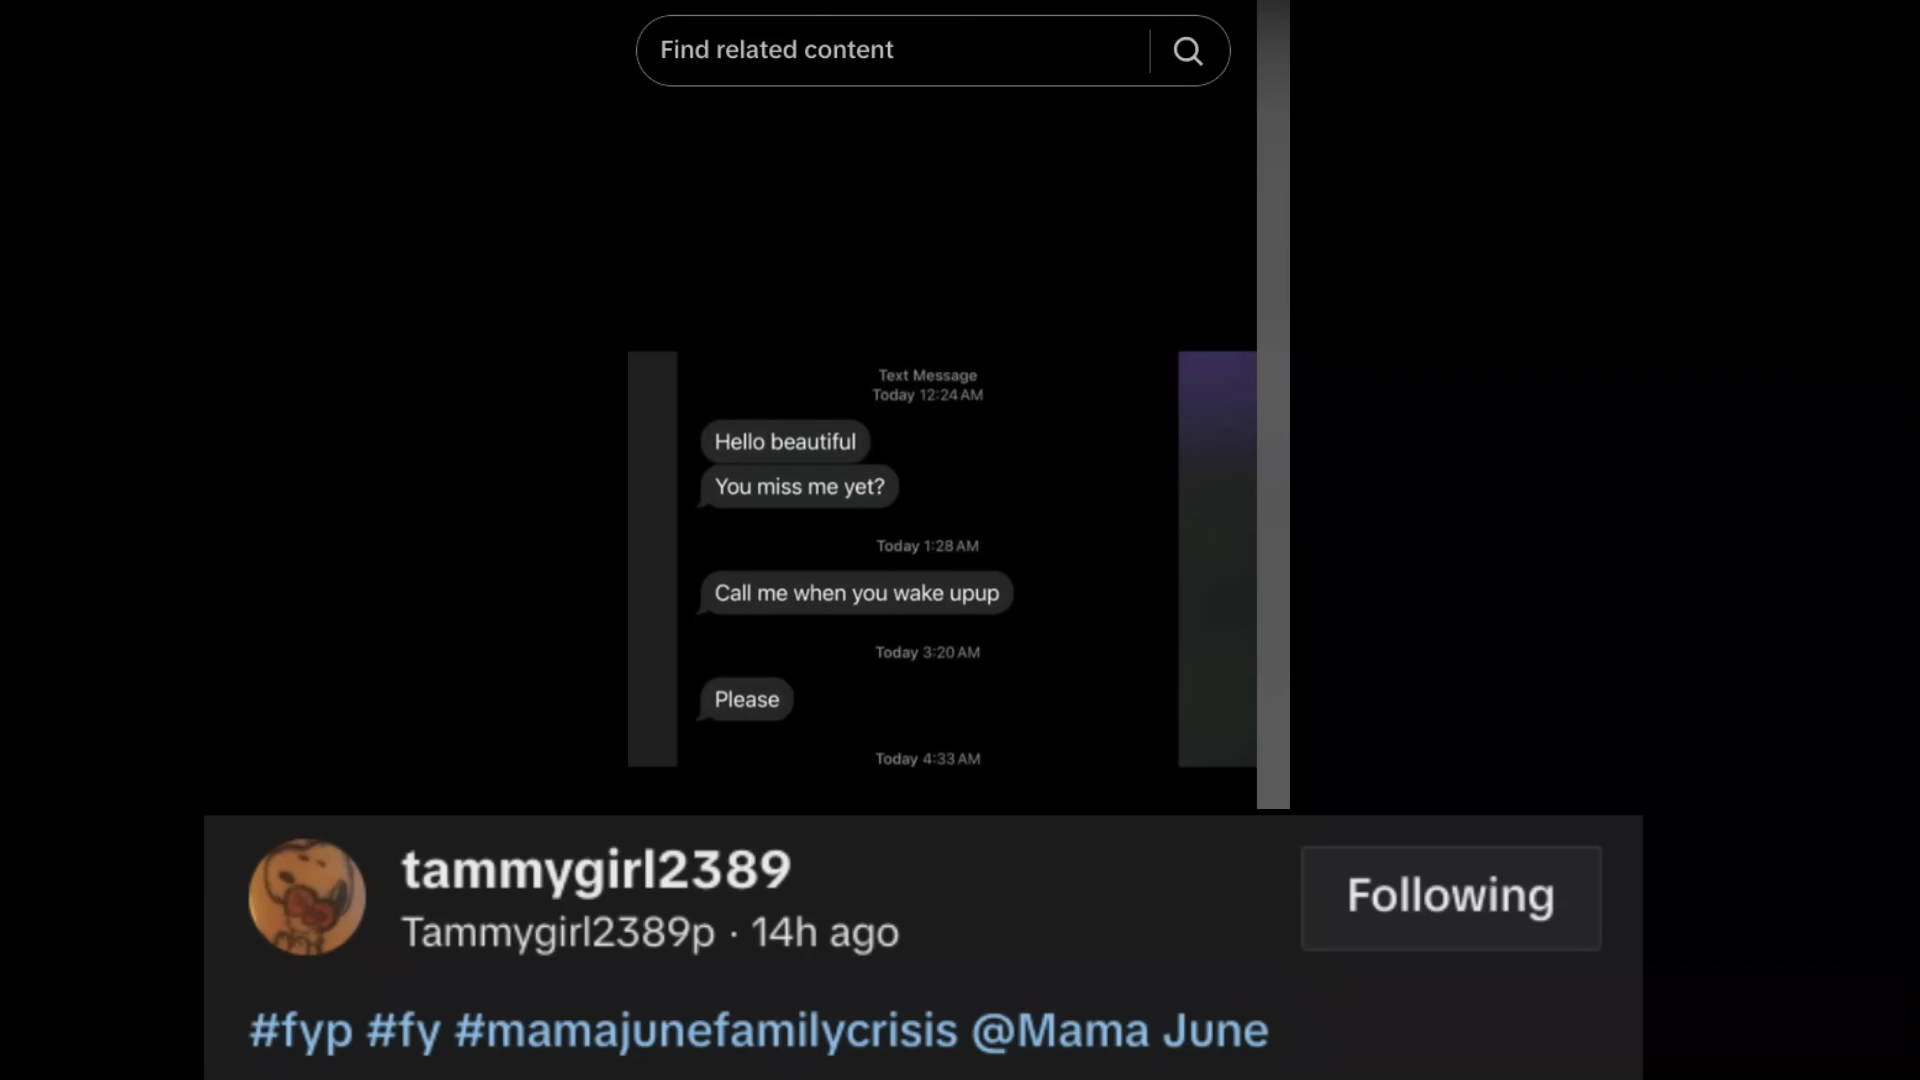 Find related content
Text Message
Today 12:24 AM
Hello beautiful
You miss me yet?
Today 1:28 AM
Call me when you wake upup
Today 3:20 AM
Please
Today 4:33 AM
tammygirl2389
Following
Tammygirl2389p · 14h ago
#fyp #fy #mamajunefamilycrisis @Mama June